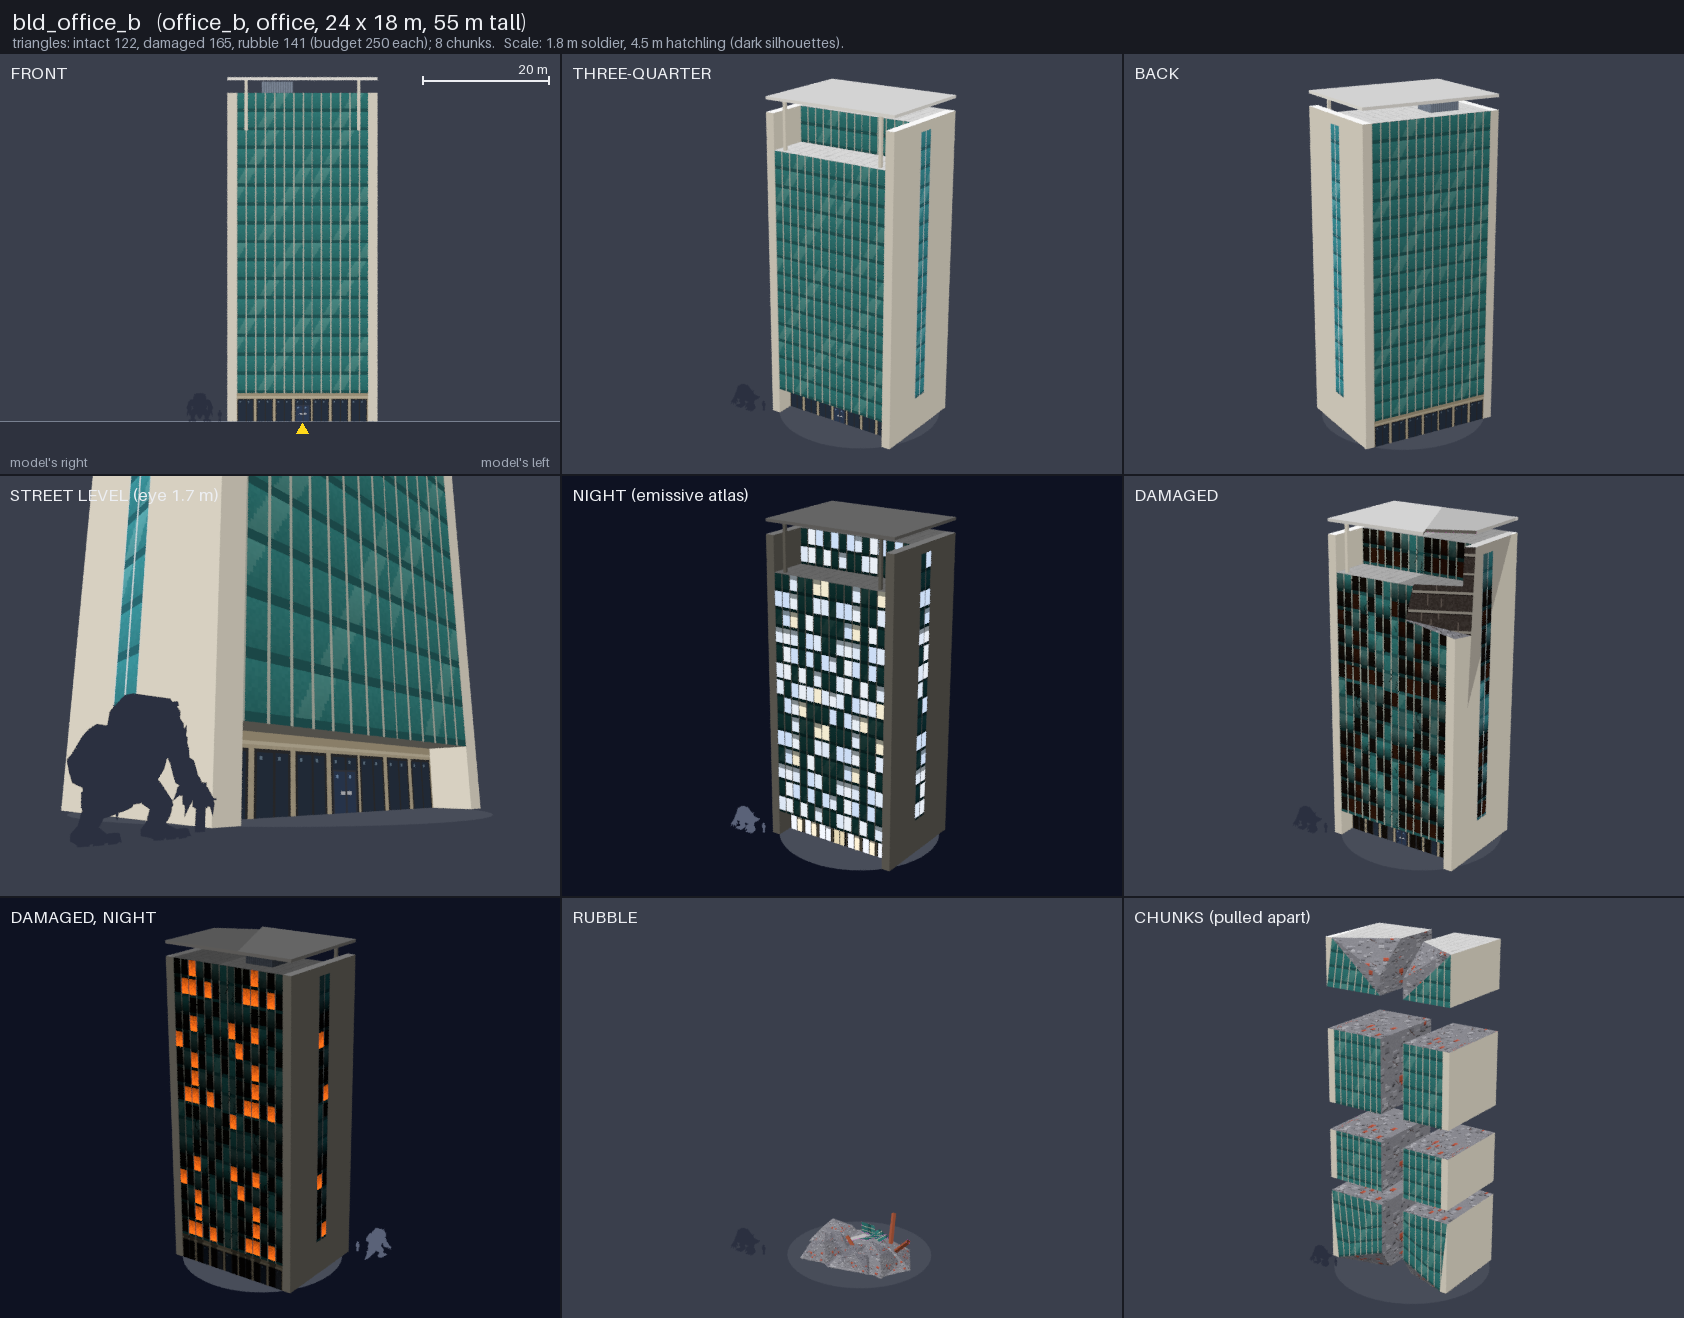 bld_office_b (office_b, office, 24 x 18 m, 55 m tall)
triangles: intact 122, damaged 165, rubble 141 (budget 250 each); 8 chunks. Scale: 1.8 m soldier, 4.5 m hatchling (dark silhouettes).
FRONT
20 m
model's right
model's left
THREE-QUARTER
BACK
STREET LEVEL (eye 1.7 m)
NIGHT (emissive atlas)
DAMAGED
DAMAGED, NIGHT
RUBBLE
CHUNKS (pulled apart)